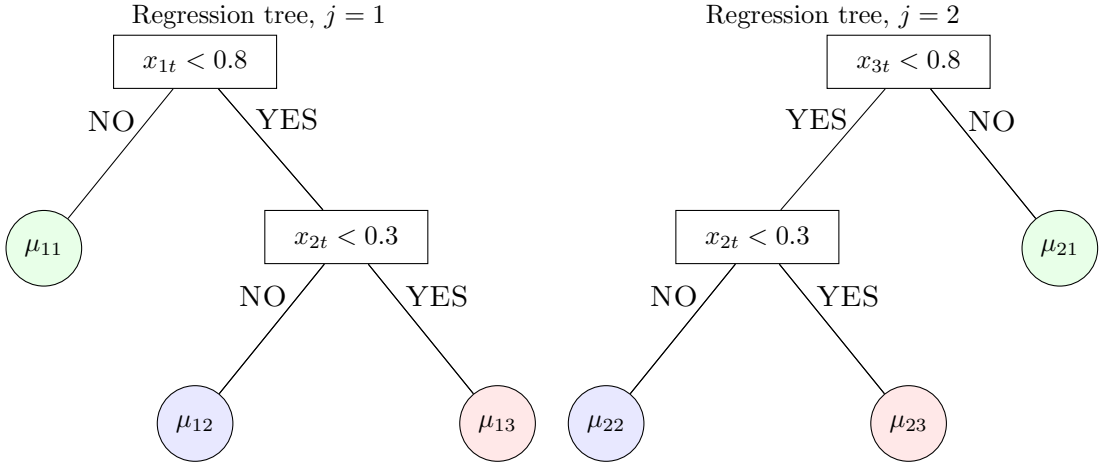 Regression tree, j = 1
x₁ₜ < 0.8
NO
YES
μ₁₁
x₂ₜ < 0.3
NO
YES
μ₁₂
μ₁₃
Regression tree, j = 2
x₃ₜ < 0.8
YES
NO
x₂ₜ < 0.3
μ₂₁
NO
YES
μ₂₂
μ₂₃